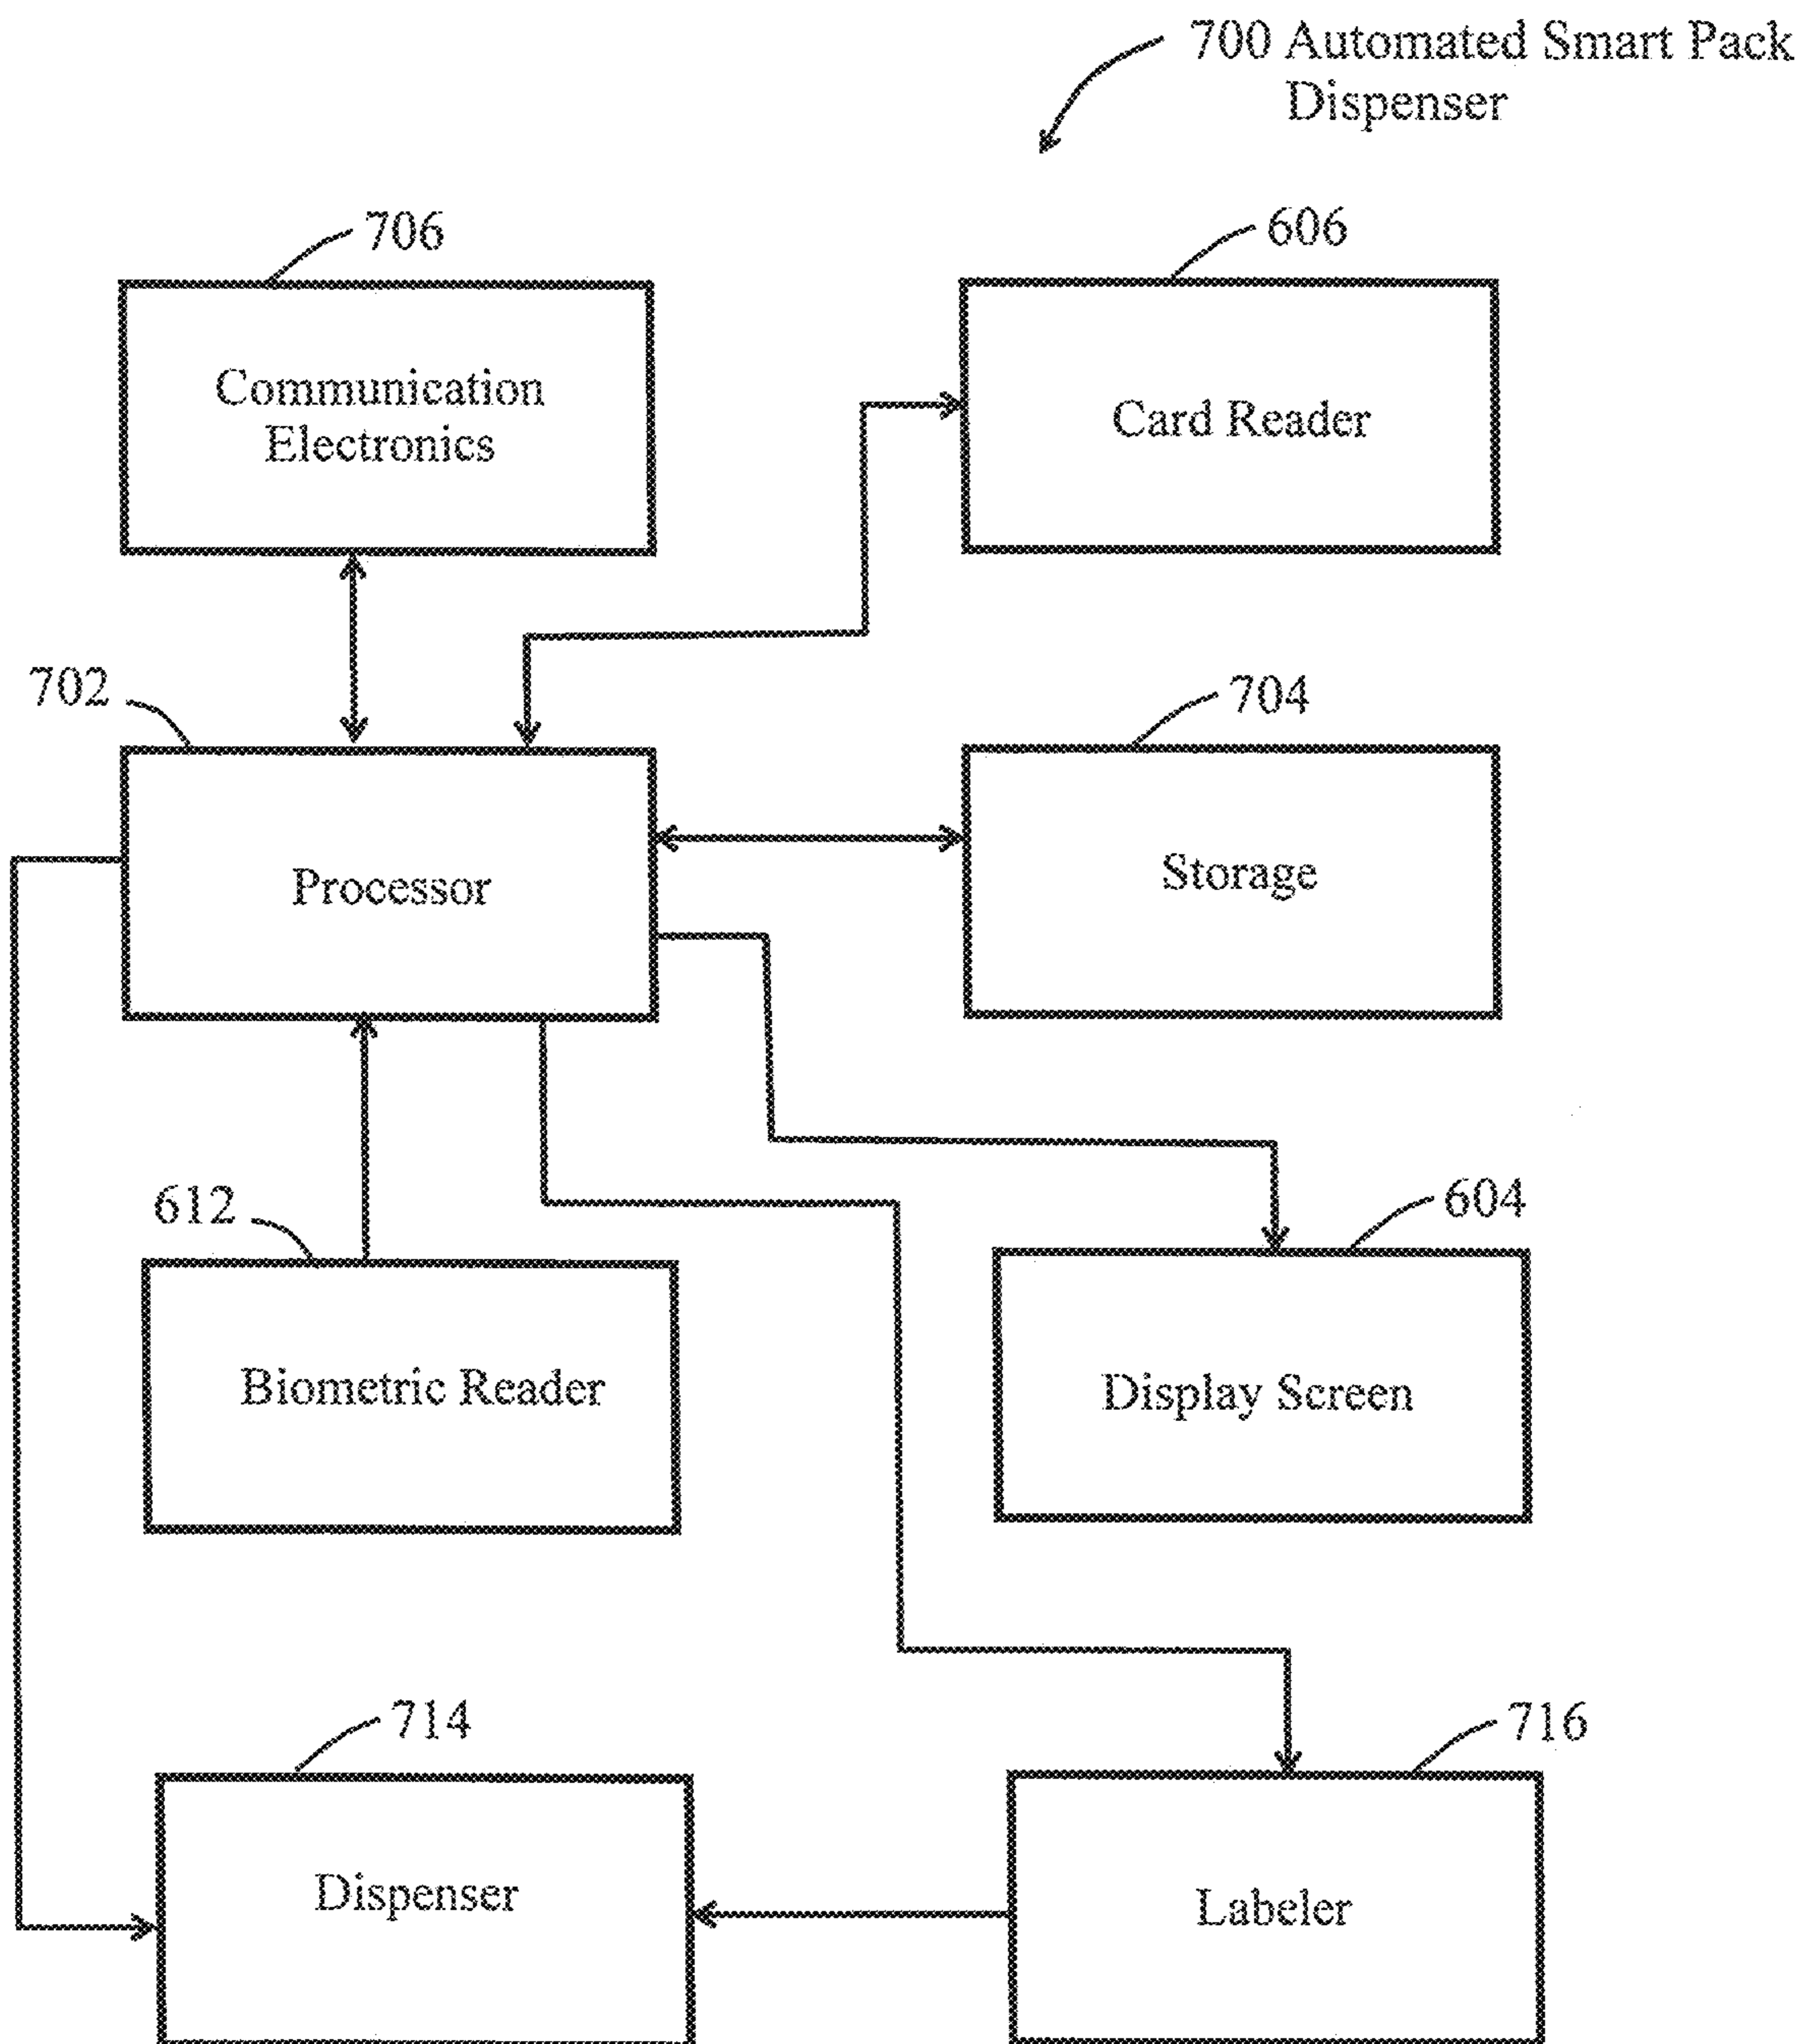 700 Automated Smart Pack
Dispenser
706
606
Communication
Electronics
Card Reader
702
704
Processor
Storage
612
604
Biometric Reader
Display Screen
714
716
Dispenser
Labeler